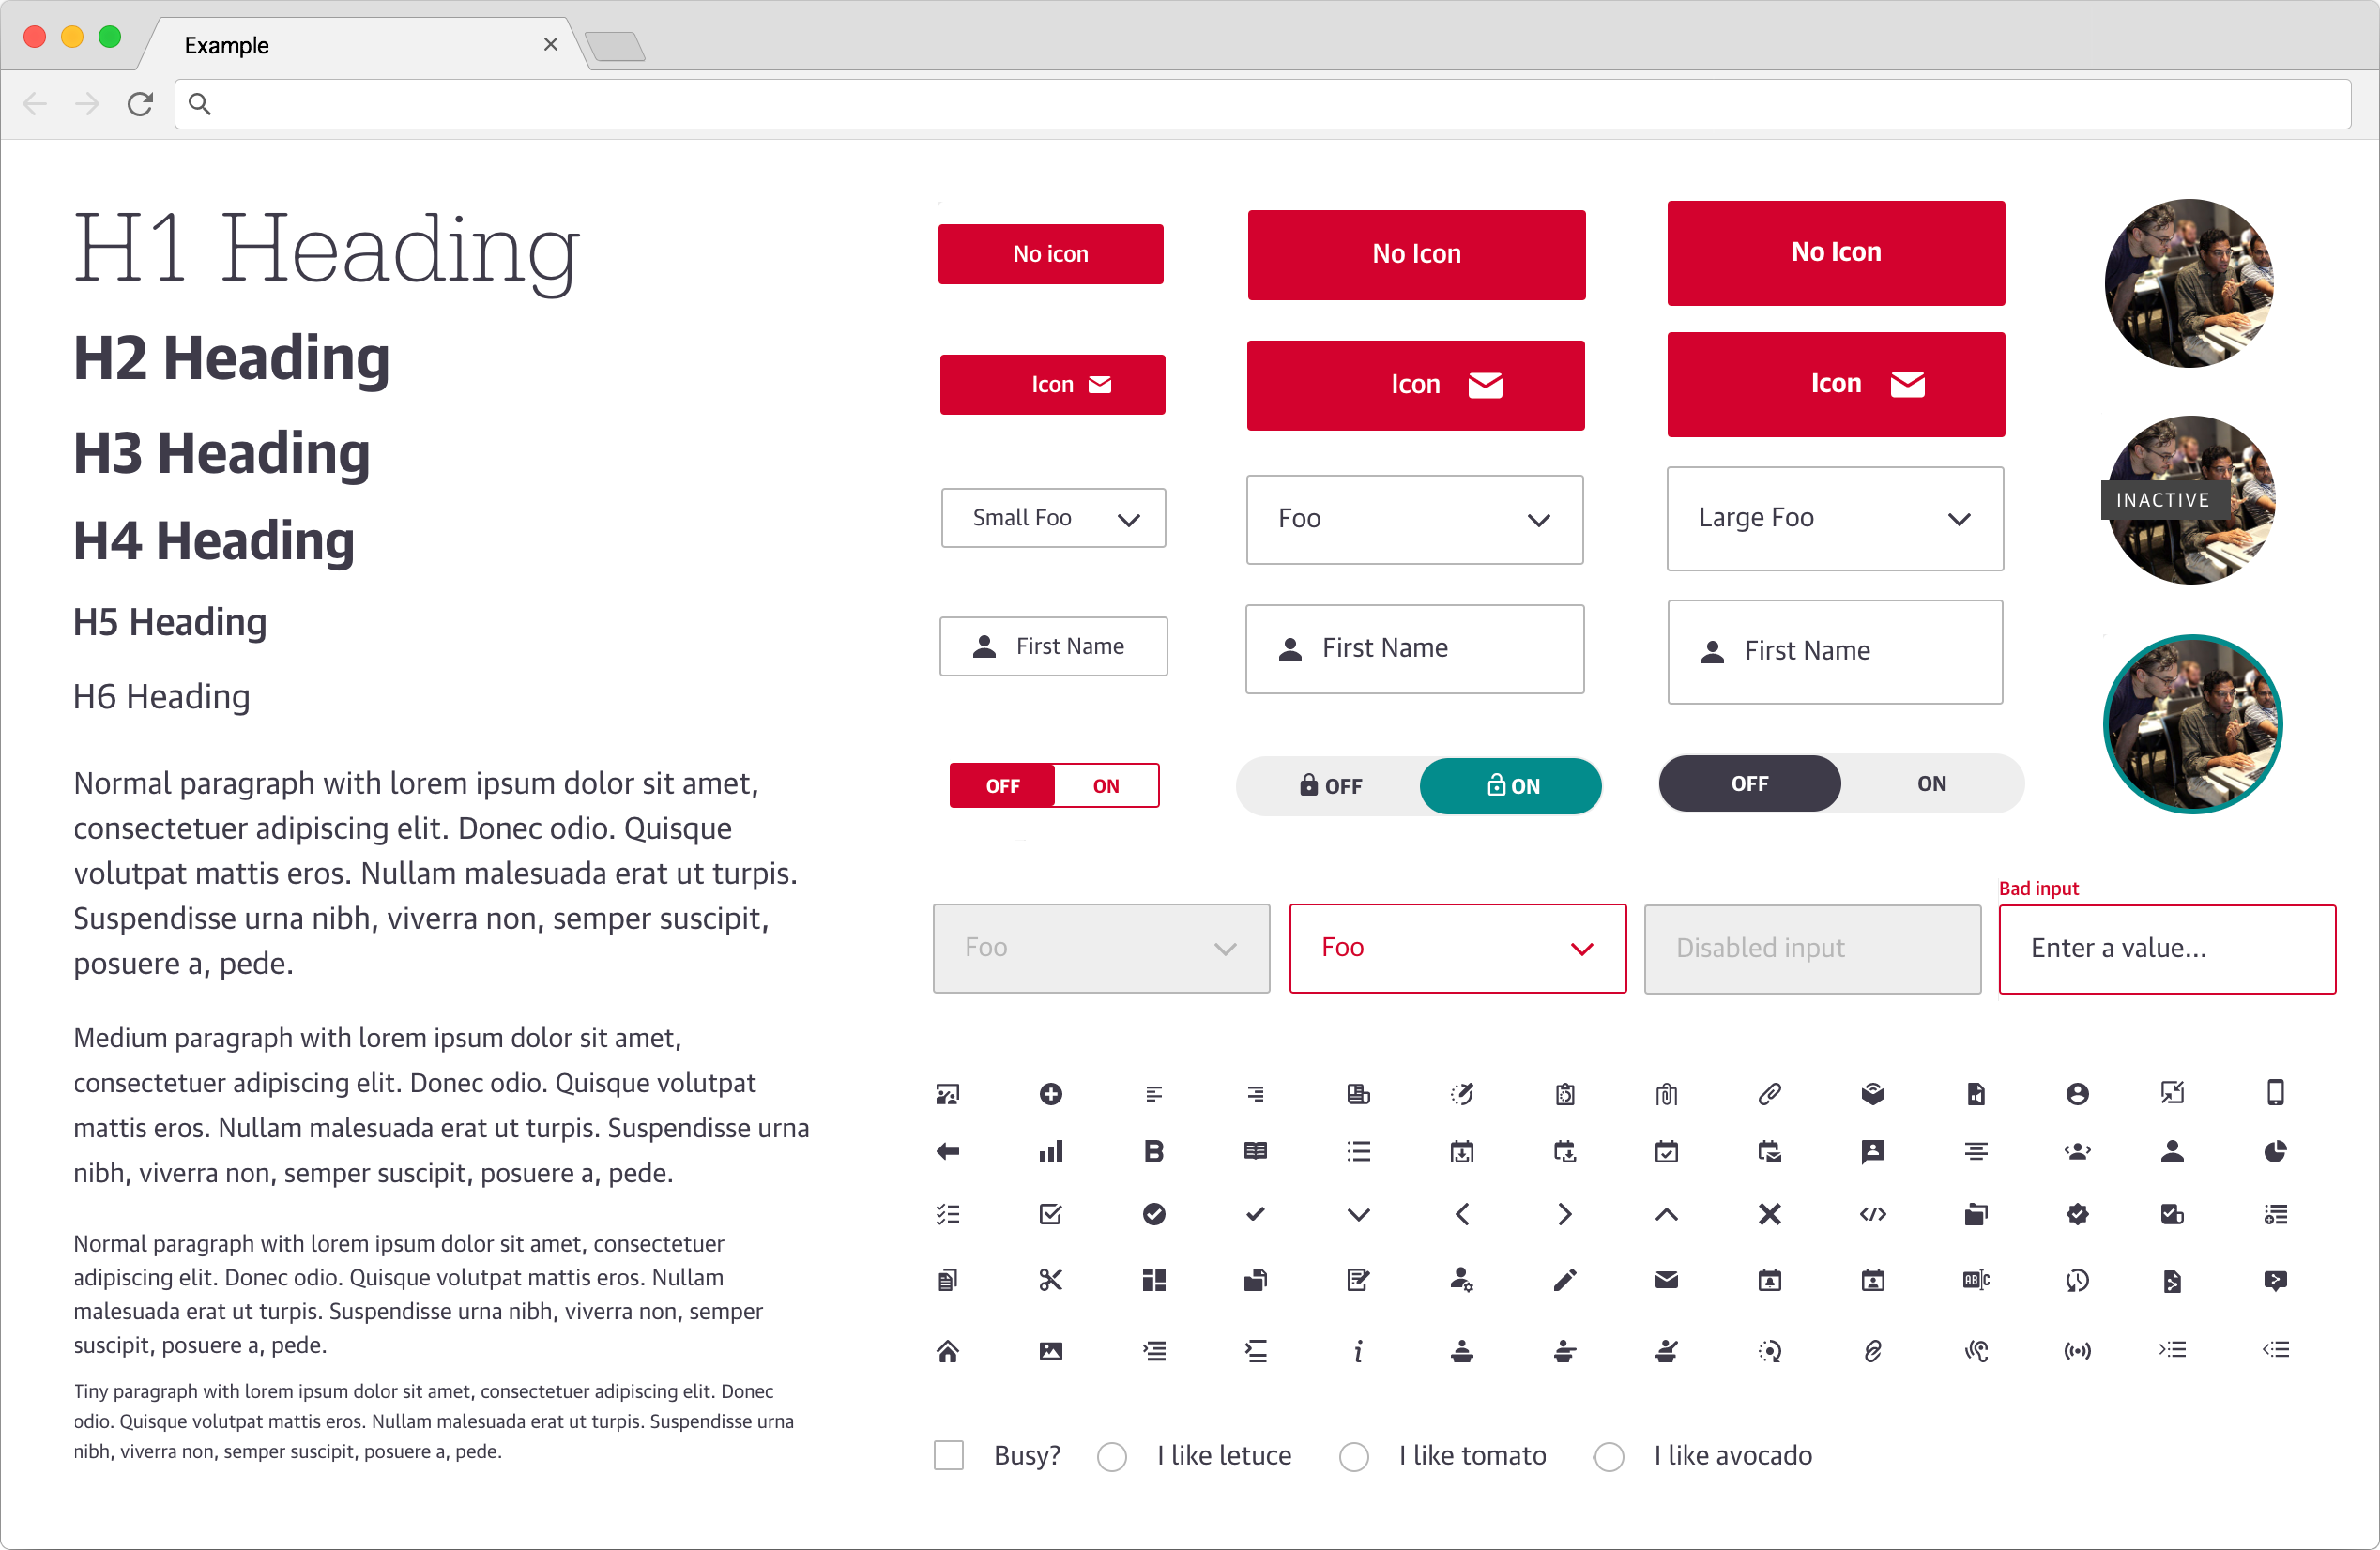 Example
H1 Heading
H2 Heading
H3 Heading
H4 Heading
H5 Heading
H6 Heading
Normal paragraph with lorem ipsum dolor sit amet,
consectetuer adipiscing elit. Donec odio. Quisque
volutpat mattis eros. Nullam malesuada erat ut turpis.
Suspendisse urna nibh, viverra non, semper suscipit,
posuere a, pede.
Medium paragraph with lorem ipsum dolor sit amet,
consectetuer adipiscing elit. Donec odio. Quisque volutpat
mattis eros. Nullam malesuada erat ut turpis. Suspendisse urna
nibh, viverra non, semper suscipit, posuere a, pede.
Normal paragraph with lorem ipsum dolor sit amet, consectetuer
adipiscing elit. Donec odio. Quisque volutpat mattis eros. Nullam
malesuada erat ut turpis. Suspendisse urna nibh, viverra non, semper
suscipit, posuere a, pede.
Tiny paragraph with lorem ipsum dolor sit amet, consectetuer adipiscing elit. Donec
odio. Quisque volutpat mattis eros. Nullam malesuada erat ut turpis. Suspendisse urna
nibh, viverra non, semper suscipit, posuere a, pede.
No icon
No Icon
No Icon
Icon
Icon
Icon
Small Foo
Foo
Large Foo
INACTIVE
First Name
First Name
First Name
OFF ON
OFF ON
OFF ON
Bad input
Foo
Foo
Disabled input
Enter a value...
B
ABC
i
Busy?
I like letuce
I like tomato
I like avocado